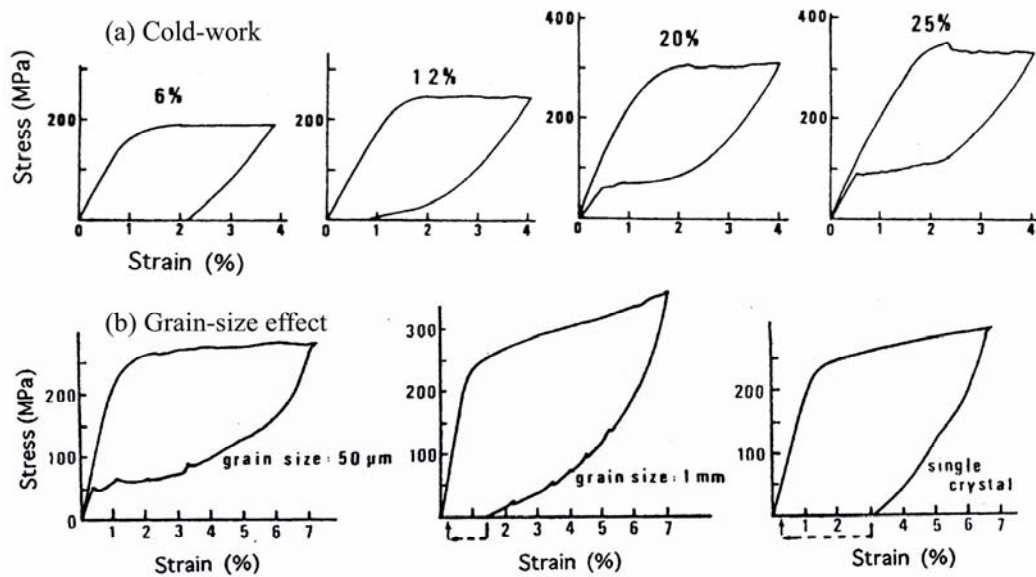 (a) Cold-work
Stress (MPa)
6%
200
0
0 1 2 3 4
12%
200
0 1 2 3 4
20%
400
200
0 1 2 3 4
25%
400
200
0
0 1 2 3 4
Strain (%)
(b) Grain-size effect
Stress (MPa)
200
100
0
grain size: 50 μm
1 2 3 4 5 6 7
Strain (%)
300
200
100
grain size: 1 mm
1 2 3 4 5 6 7
Strain (%)
200
100
0
single
crystal
1 2 3 4 5 6 7
Strain (%)